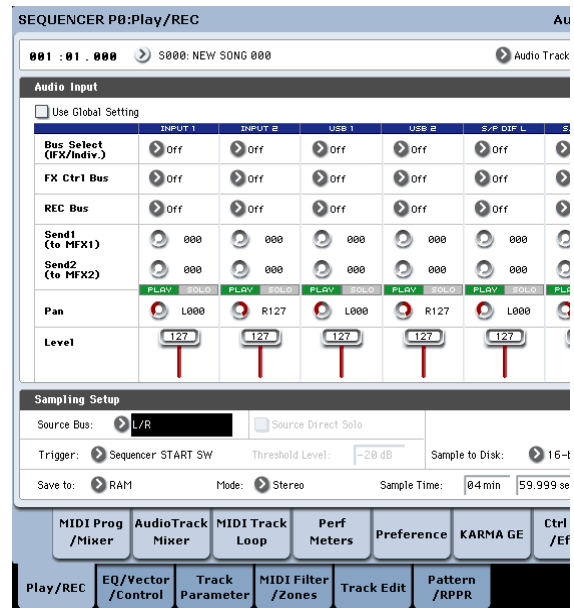 SEQUENCER P0:Play/REC Au
001 :01 . 000 S000: NEW SONG 000 Audio Track
Audio Input
Use Global Setting
INPUT 1 INPUT 2 USB 1 USB 2 S/P DIF L S
Bus Select
(IFX/Indiv.) Off Off Off Off Off
FX Ctrl Bus Off Off Off Off Off
REC Bus Off Off Off Off Off
Send1
(to MFX1) 000 000 000 000 000
Send2
(to MFX2) 000 000 000 000 000
PLAY SOLO PLAY SOLO PLAY SOLO PLAY SOLO PLAY SOLO PLA
Pan L000 R127 L000 R127 L000
Level 127 127 127 127 127
Sampling Setup
Source Bus: L/R Source Direct Solo
Trigger: Sequencer START SW Threshold Level: -20 dB Sample to Disk: 16-b
Save to: RAM Mode: Stereo Sample Time: 04 min 59.999 se
MIDI Prog
/Mixer AudioTrack
Mixer MIDI Track
Loop Perf
Meters Preference KARMA GE Ctrl
/Ef
Play/REC EQ/Vector
/Control Track
Parameter MIDI Filter
/Zones Track Edit Pattern
/RPPR